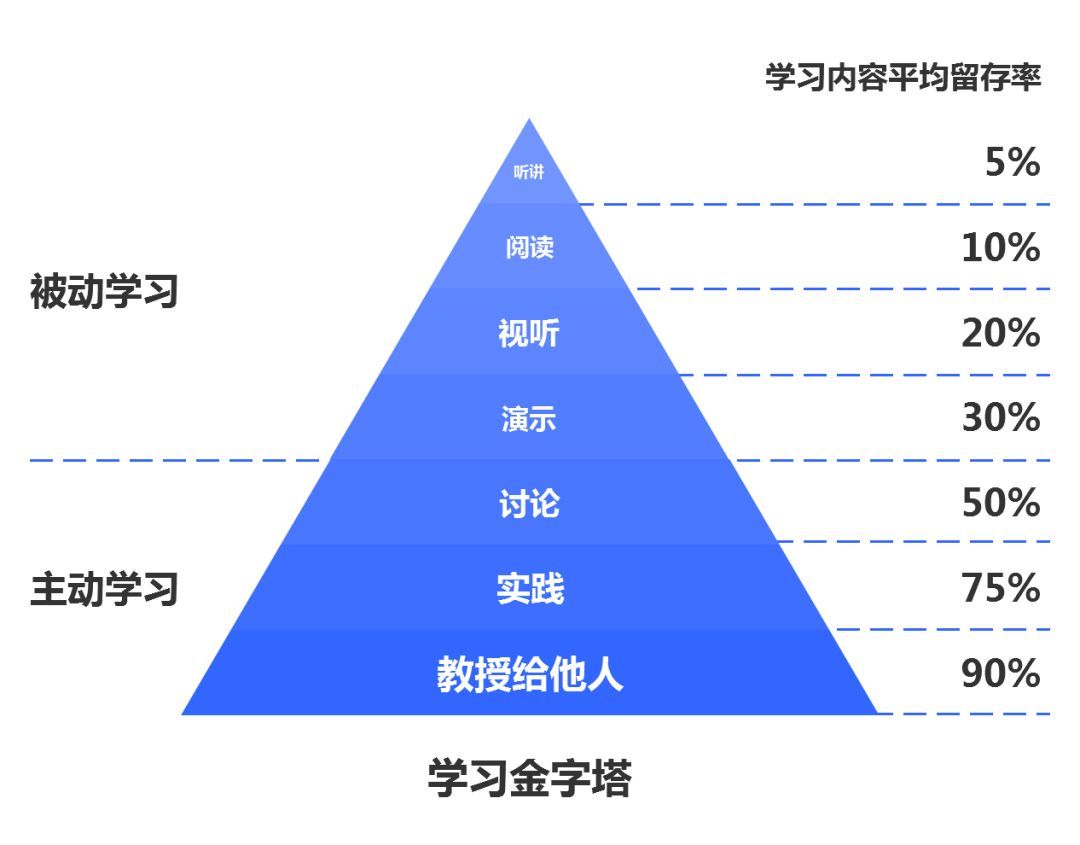 学习内容平均留存率
听讲
5%
阅读
10%
被动学习
视听
20%
演示
30%
讨论
50%
主动学习
实践
75%
教授给他人
90%
学习金字塔